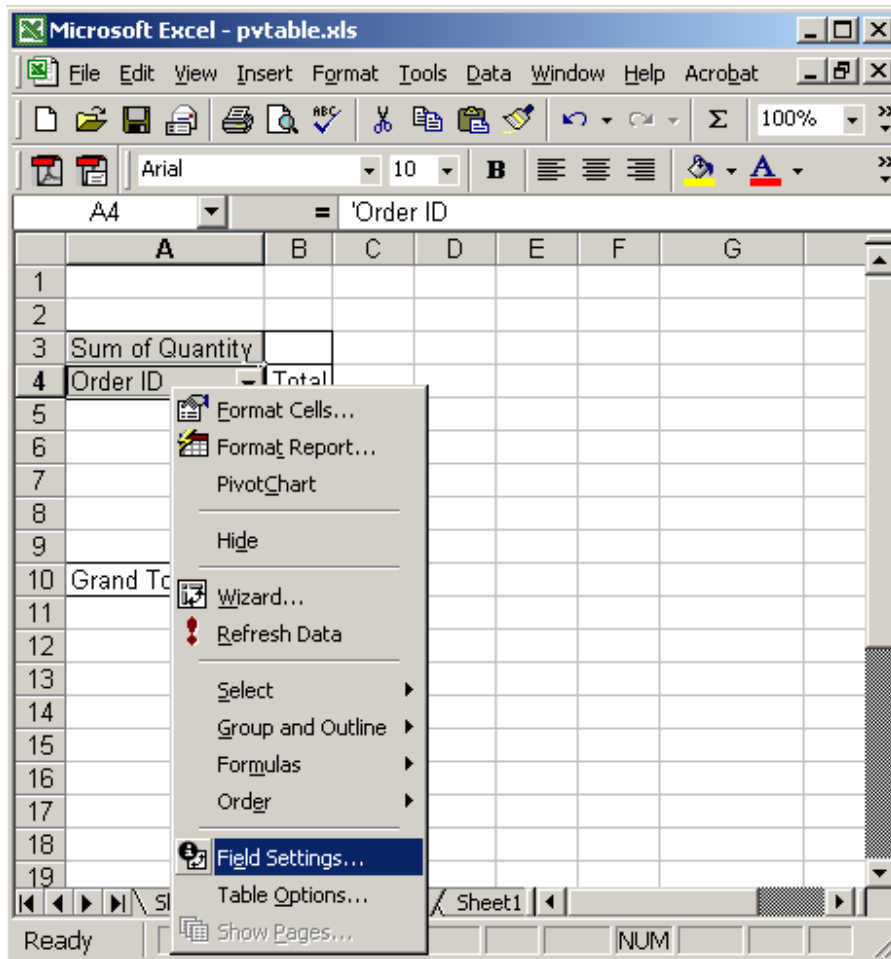 Microsoft Excel - pvtable.xls
File Edit View Insert Format Tools Data Window Help Acrobat
ABC Σ 100%
Arial 10 B A
A4 = 'Order ID
A B C D E F G
1
2
3 Sum of Quantity
4 Order ID Total
5
Format Cells...
6
Format Report...
7
PivotChart
8
9
Hide
10 Grand
11
Wizard...
12
Refresh Data
13
Select
14
Group and Outline
15
Formulas
16
Order
17
18
Field Settings...
19
Table Options...
Sheet1
Show Pages...
Ready NUM